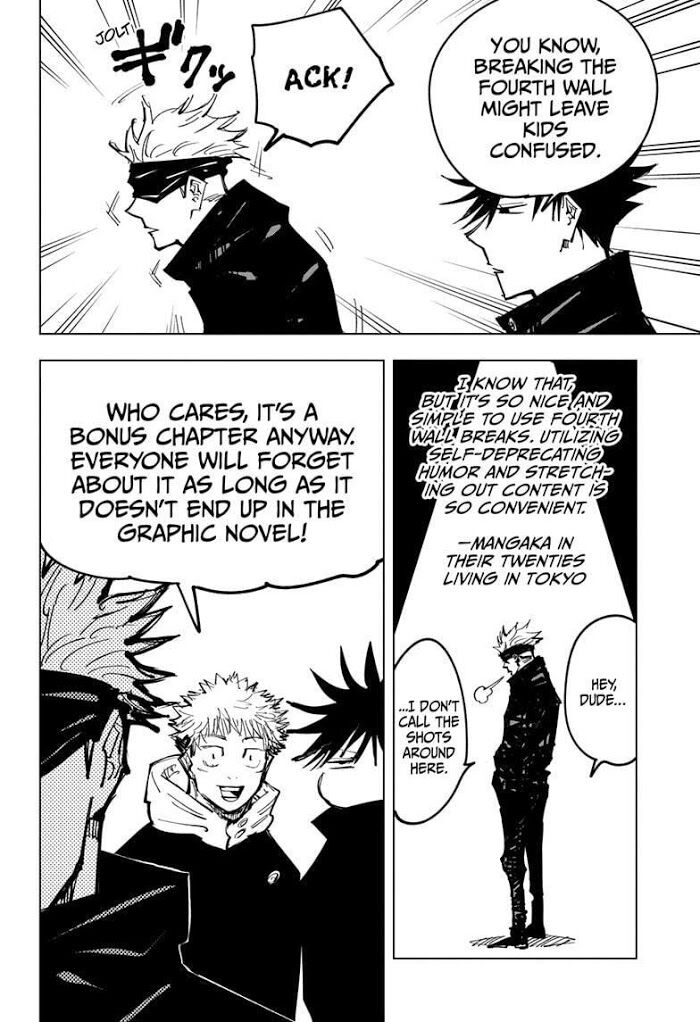 YOU KNOW,
BREAKING THE
FOURTH WALL
MIGHT LEAVE
KIDS
CONFUSED.
ACK!
JOLT
ギクッ
I KNOW THAT,
BUT IT'S SO NICE AND
SIMPLE TO USE FOURTH
WALL BREAKS. UTILIZING
SELF-DEPRECATING
HUMOR AND STRETCH-
ING OUT CONTENT IS
SO CONVENIENT.
—MANGAKA IN
THEIR TWENTIES
LIVING IN TOKYO
HEY,
DUDE...
...I DON'T
CALL THE
SHOTS
AROUND
HERE.
WHO CARES, IT'S A
BONUS CHAPTER ANYWAY.
EVERYONE WILL FORGET
ABOUT IT AS LONG AS IT
DOESN'T END UP IN THE
GRAPHIC NOVEL!